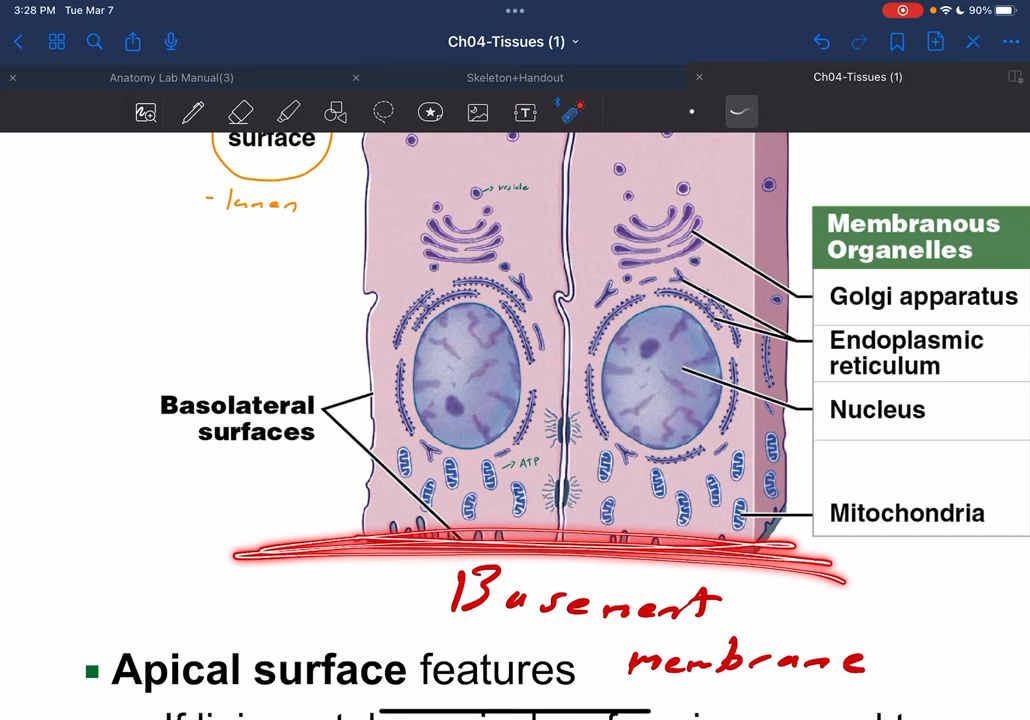 3:28 PM Tue Mar 7
90%
Ch04-Tissues (1)
Anatomy Lab Manual(3)
Skeleton+Handout
Ch04-Tissues (1)
T
surface
- lumen
→ vesicle
Membranous
Organelles
Golgi apparatus
Endoplasmic
reticulum
Nucleus
Basolateral
surfaces
→ ATP
Mitochondria
Basement
membrane
Apical surface features